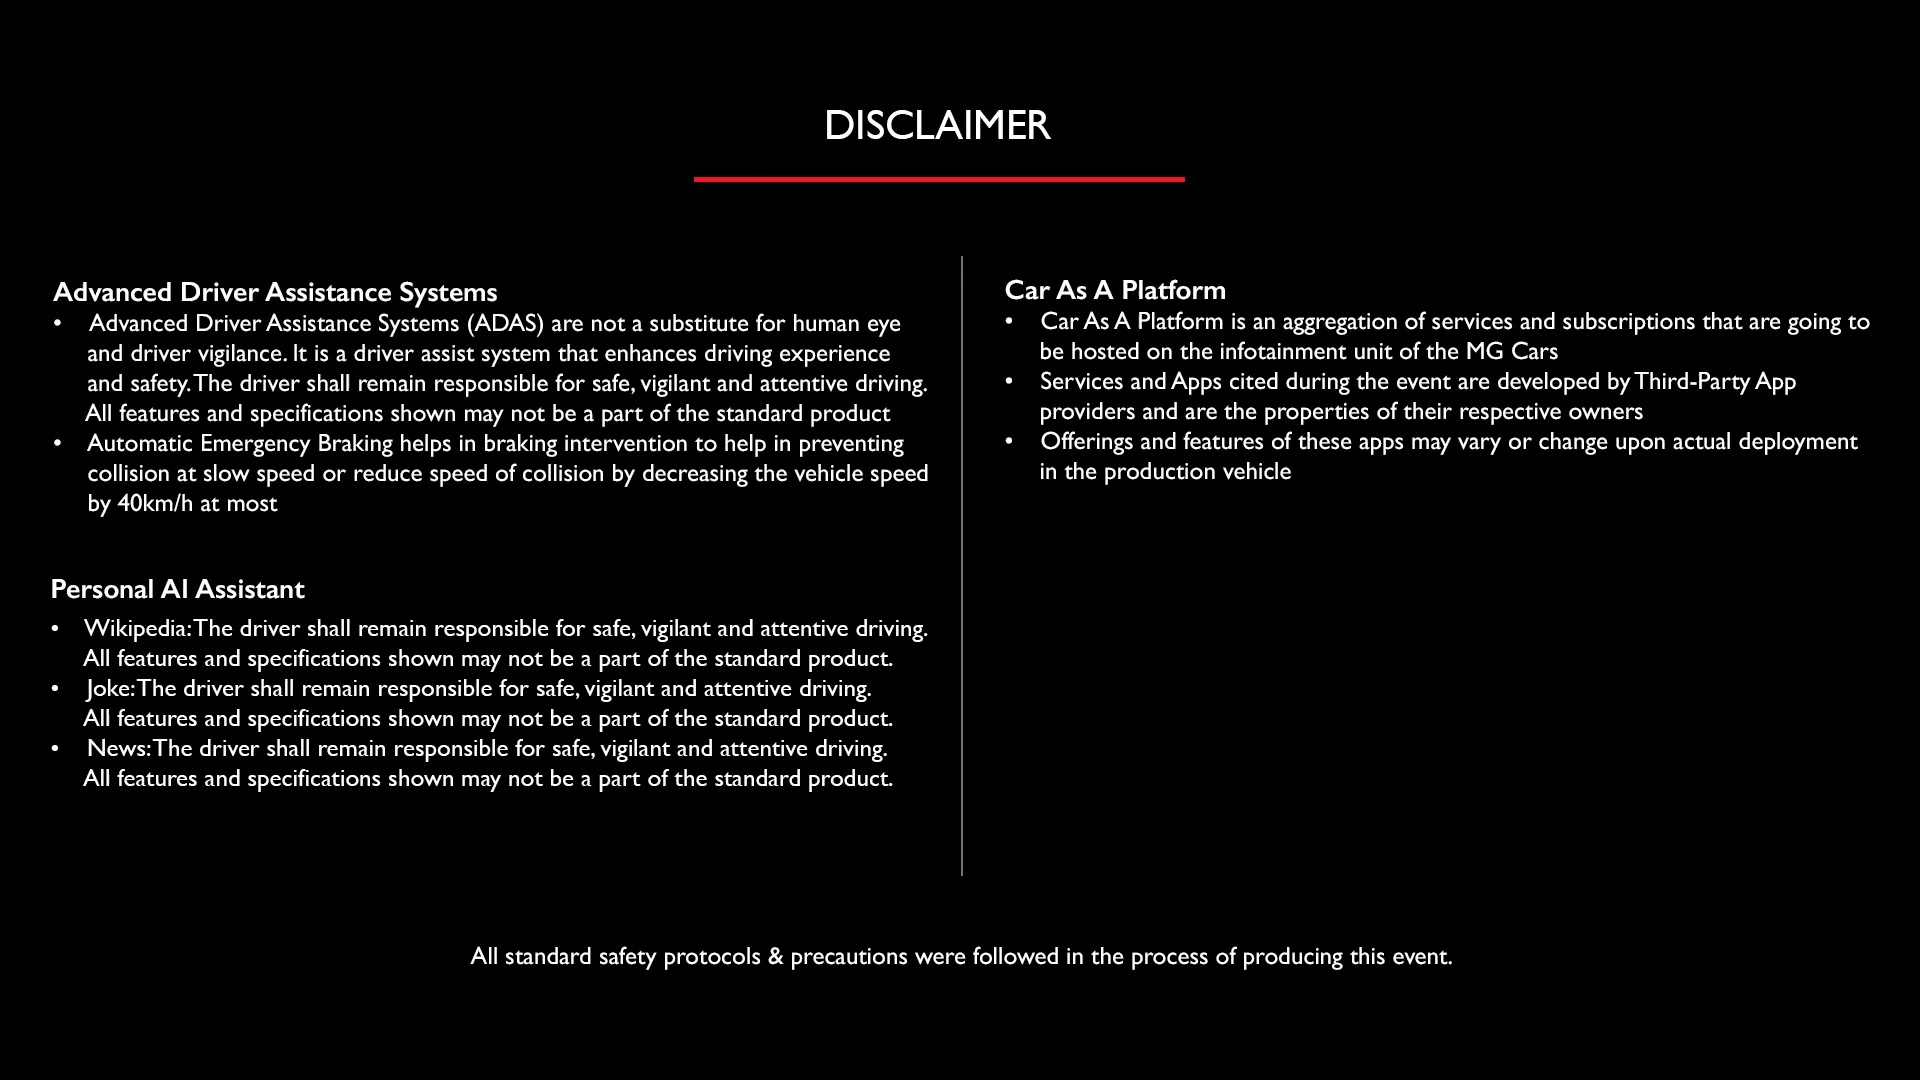 DISCLAIMER
Advanced Driver Assistance Systems
• Advanced Driver Assistance Systems (ADAS) are not a substitute for human eye
and driver vigilance. It is a driver assist system that enhances driving experience
and safety. The driver shall remain responsible for safe, vigilant and attentive driving.
All features and specifications shown may not be a part of the standard product
• Automatic Emergency Braking helps in braking intervention to help in preventing
collision at slow speed or reduce speed of collision by decreasing the vehicle speed
by 40km/h at most
Personal AI Assistant
• Wikipedia: The driver shall remain responsible for safe, vigilant and attentive driving.
All features and specifications shown may not be a part of the standard product.
• Joke: The driver shall remain responsible for safe, vigilant and attentive driving.
All features and specifications shown may not be a part of the standard product.
• News: The driver shall remain responsible for safe, vigilant and attentive driving.
All features and specifications shown may not be a part of the standard product.
Car As A Platform
• Car As A Platform is an aggregation of services and subscriptions that are going to
be hosted on the infotainment unit of the MG Cars
• Services and Apps cited during the event are developed by Third-Party App
providers and are the properties of their respective owners
• Offerings and features of these apps may vary or change upon actual deployment
in the production vehicle
All standard safety protocols & precautions were followed in the process of producing this event.